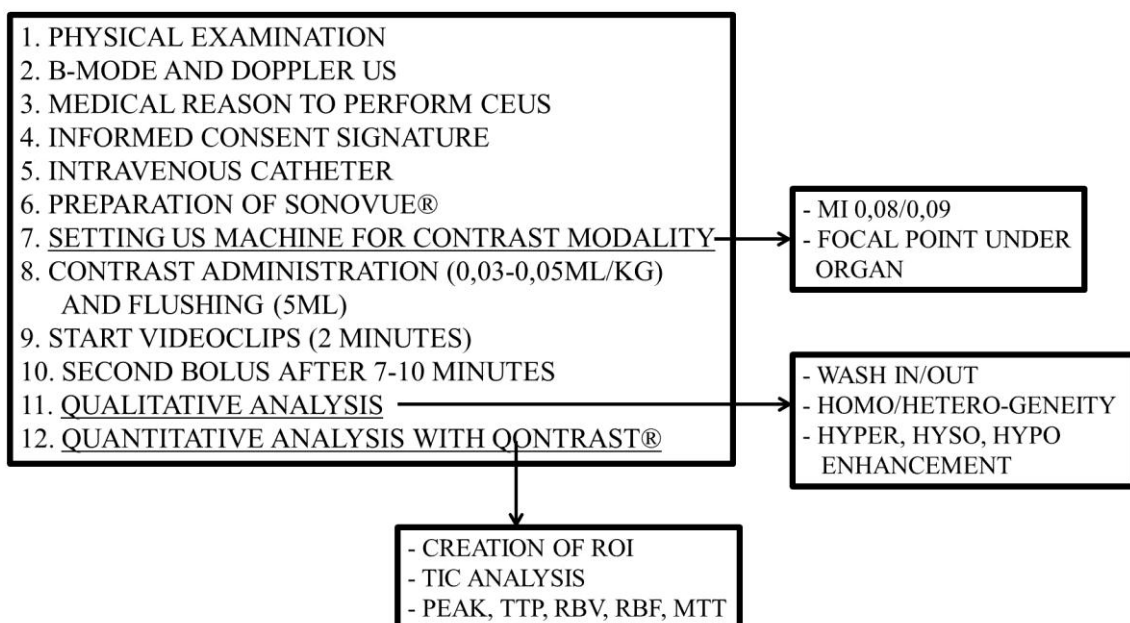 1. PHYSICAL EXAMINATION
2. B-MODE AND DOPPLER US
3. MEDICAL REASON TO PERFORM CEUS
4. INFORMED CONSENT SIGNATURE
5. INTRAVENOUS CATHETER
6. PREPARATION OF SONOVUE®
7. SETTING US MACHINE FOR CONTRAST MODALITY
8. CONTRAST ADMINISTRATION (0,03-0,05ML/KG)
AND FLUSHING (5ML)
9. START VIDEOCLIPS (2 MINUTES)
10. SECOND BOLUS AFTER 7-10 MINUTES
11. QUALITATIVE ANALYSIS
12. QUANTITATIVE ANALYSIS WITH QONTRAST®
- MI 0,08/0,09
- FOCAL POINT UNDER
ORGAN
- WASH IN/OUT
- HOMO/HETERO-GENEITY
- HYPER, HYSO, HYPO
ENHANCEMENT
- CREATION OF ROI
- TIC ANALYSIS
- PEAK, TTP, RBV, RBF, MTT